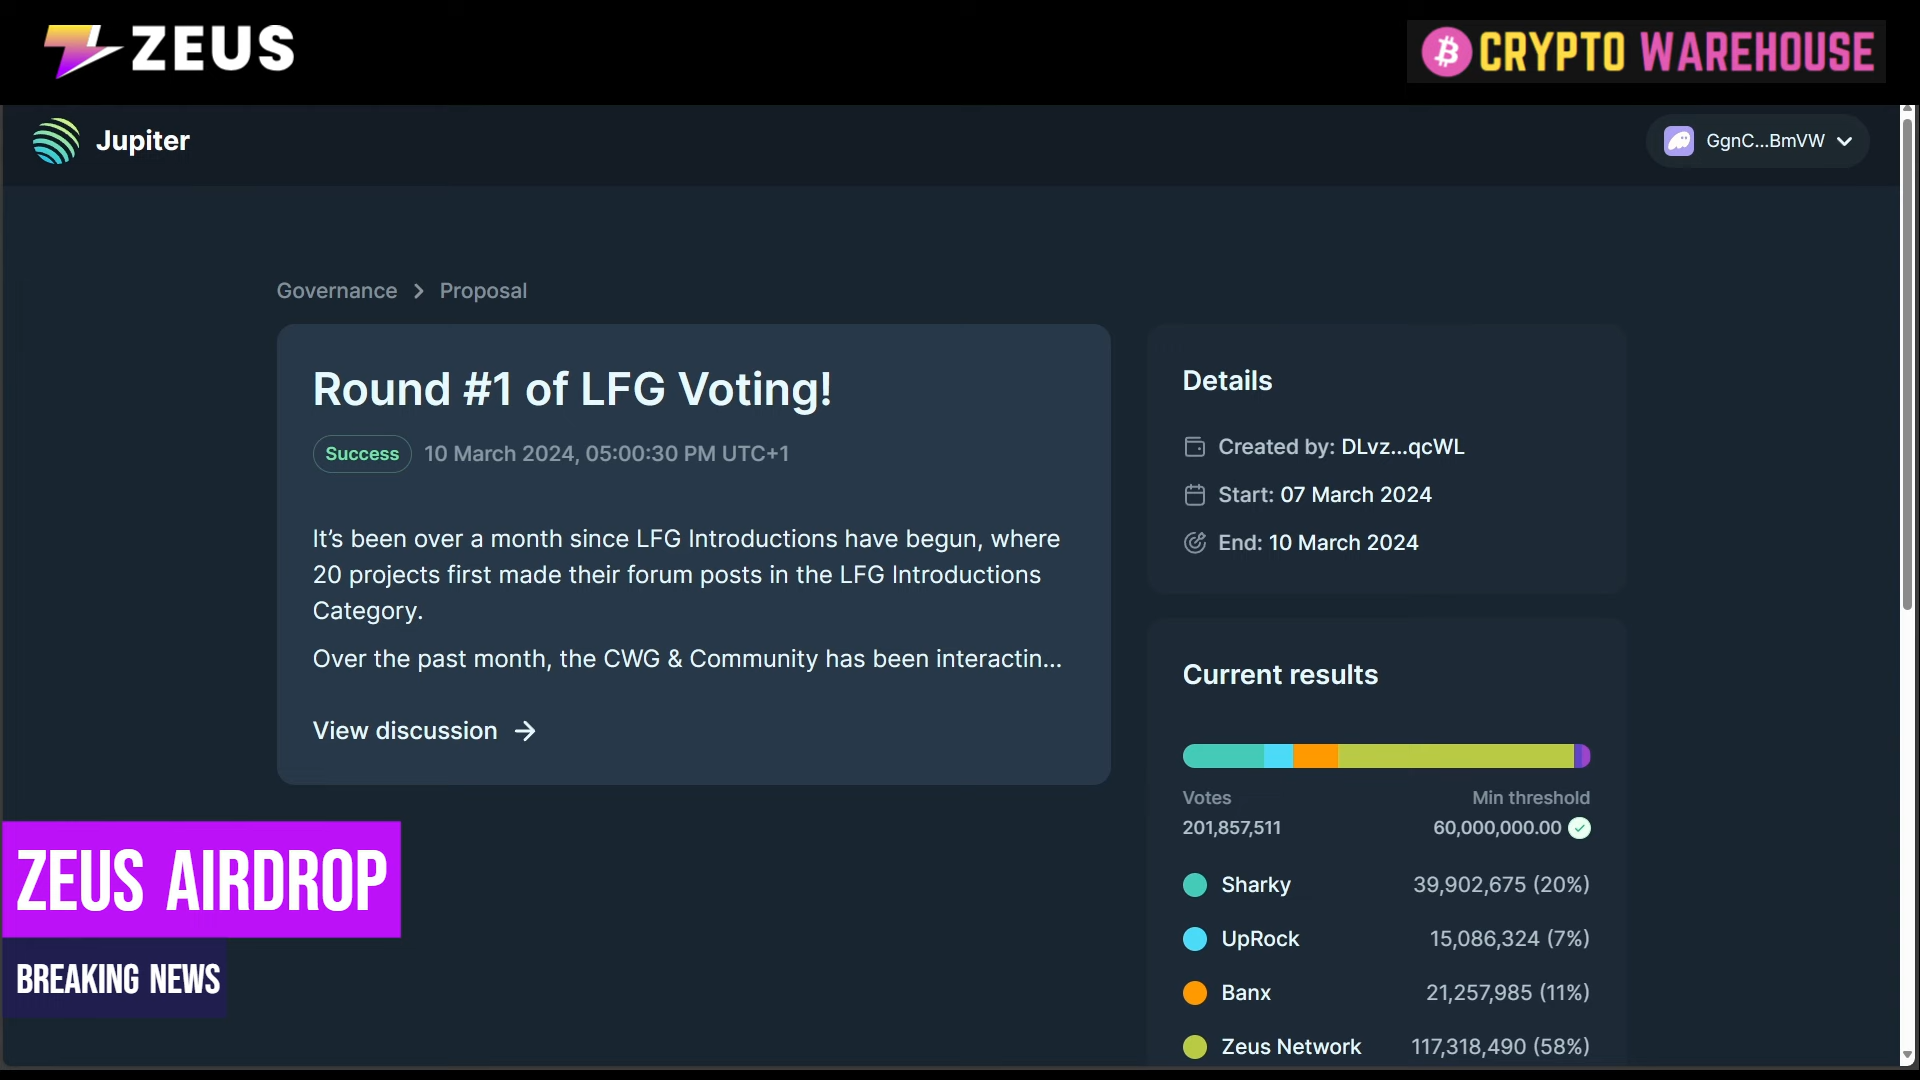 ZEUS
CRYPTO WAREHOUSE
Jupiter
GgnC...BmVW
Governance > Proposal
Round #1 of LFG Voting!
Success 10 March 2024, 05:00:30 PM UTC+1
It’s been over a month since LFG Introductions have begun, where
20 projects first made their forum posts in the LFG Introductions
Category.
Over the past month, the CWG & Community has been interactin...
View discussion →
Details
Created by: DLvz...qcWL
Start: 07 March 2024
End: 10 March 2024
Current results
Votes Min threshold
201,857,511 60,000,000.00
Sharky 39,902,675 (20%)
UpRock 15,086,324 (7%)
Banx 21,257,985 (11%)
Zeus Network 117,318,490 (58%)
ZEUS AIRDROP
BREAKING NEWS